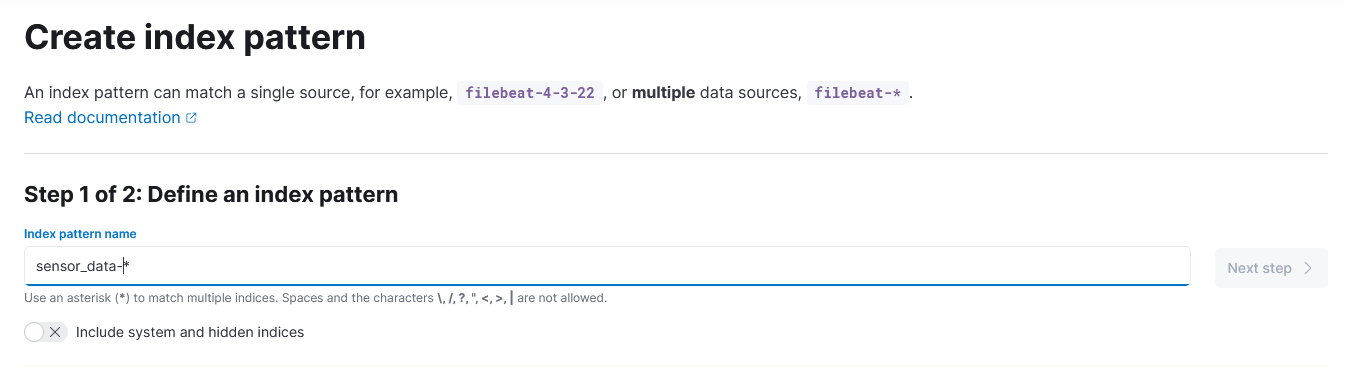 Create index pattern
An index pattern can match a single source, for example, filebeat-4-3-22 , or multiple data sources, filebeat-* .
Read documentation
Step 1 of 2: Define an index pattern
Index pattern name
sensor_data-*
Next step
Use an asterisk (*) to match multiple indices. Spaces and the characters \, /, ?, ", <, >, | are not allowed.
Include system and hidden indices